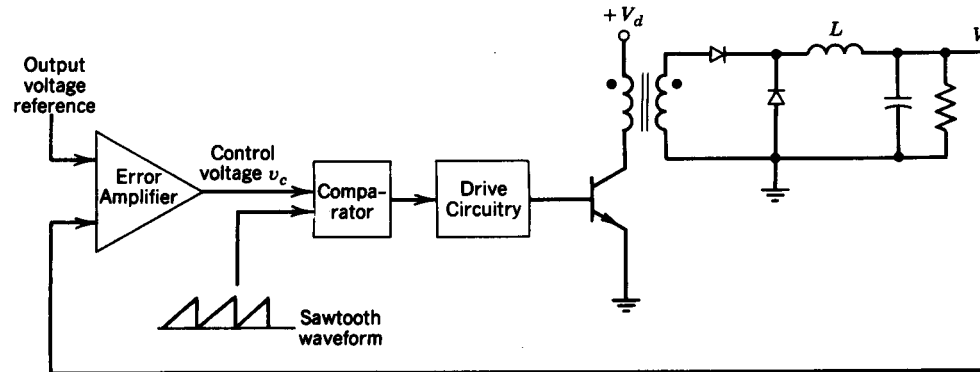 + V_d
L
V
Output
voltage
reference
Error
Amplifier
Control
voltage v_c
Compa-
rator
Drive
Circuitry
Sawtooth
waveform